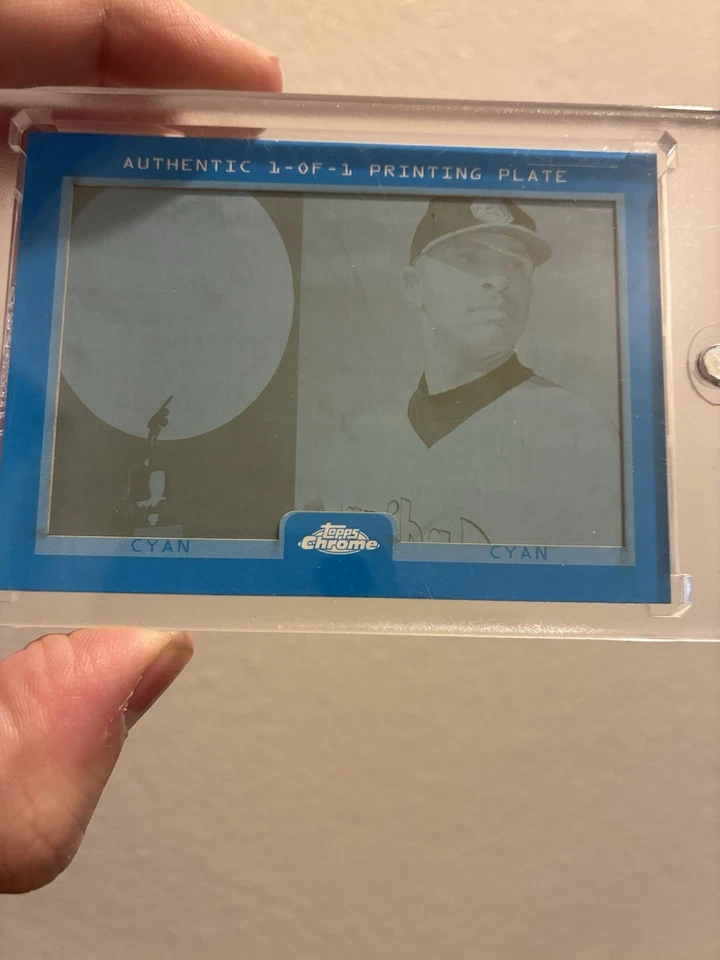 AUTHENTIC 1-OF-1 PRINTING PLATE
CYAN
topps
Chrome
CYAN